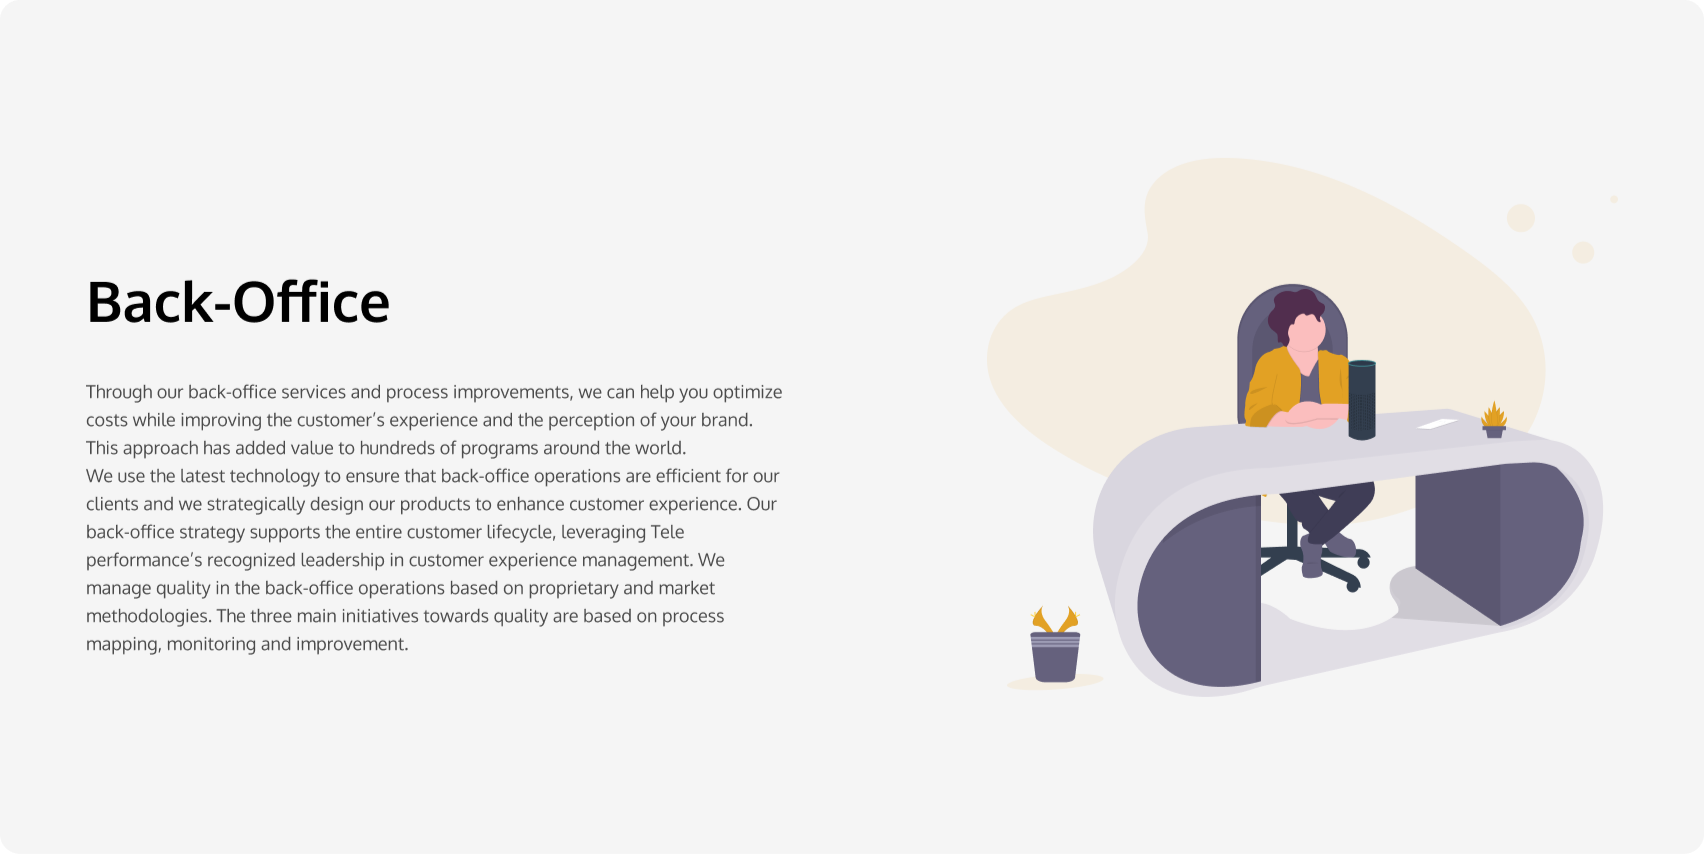 Back-Office
Through our back-office services and process improvements, we can help you optimize
costs while improving the customer’s experience and the perception of your brand.
This approach has added value to hundreds of programs around the world.
We use the latest technology to ensure that back-office operations are efficient for our
clients and we strategically design our products to enhance customer experience. Our
back-office strategy supports the entire customer lifecycle, leveraging Tele
performance’s recognized leadership in customer experience management. We
manage quality in the back-office operations based on proprietary and market
methodologies. The three main initiatives towards quality are based on process
mapping, monitoring and improvement.